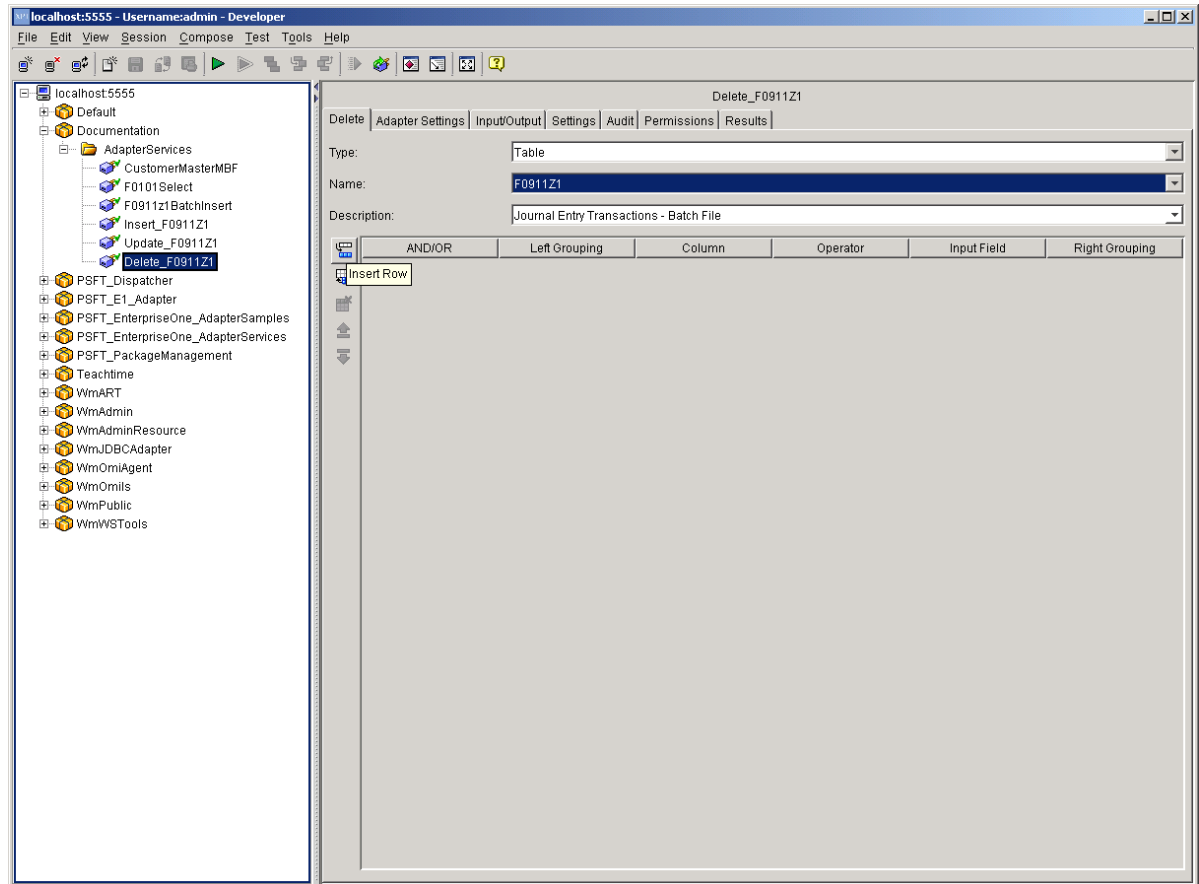 localhost:5555 - Username:admin - Developer
File Edit View Session Compose Test Tools Help
localhost:5555
Default
Documentation
AdapterServices
CustomerMasterMBF
F0101Select
F0911z1BatchInsert
Insert_F0911Z1
Update_F0911Z1
Delete_F0911Z1
PSFT_Dispatcher
PSFT_E1_Adapter
PSFT_EnterpriseOne_AdapterSamples
PSFT_EnterpriseOne_AdapterServices
PSFT_PackageManagement
Teachtime
WmART
WmAdmin
WmAdminResource
WmJDBCAdapter
WmOmiAgent
WmOmils
WmPublic
WmWSTools
Delete_F0911Z1
Delete Adapter Settings Input/Output Settings Audit Permissions Results
Type: Table
Name: F0911Z1
Description: Journal Entry Transactions - Batch File
AND/OR Left Grouping Column Operator Input Field Right Grouping
Insert Row